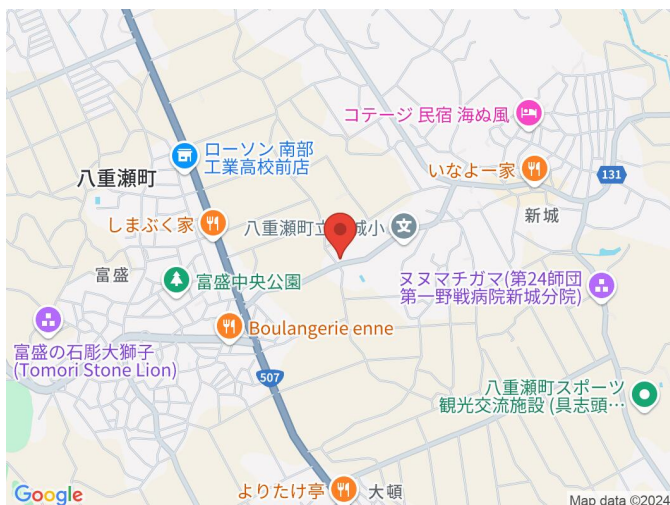 コテージ 民宿 海ぬ風
ローソン 南部
工業高校前店
八重瀬町
いなよー家
131
しまぶく家
八重瀬町立
城小
新城
富盛
富盛中央公園
ヌヌマチガマ(第24師団
第一野戦病院新城分院)
富盛の石彫大獅子
(Tomori Stone Lion)
Boulangerie enne
507
八重瀬町スポーツ
観光交流施設 (具志頭…
よりたけ亭
大頓
Google
Map data ©2024